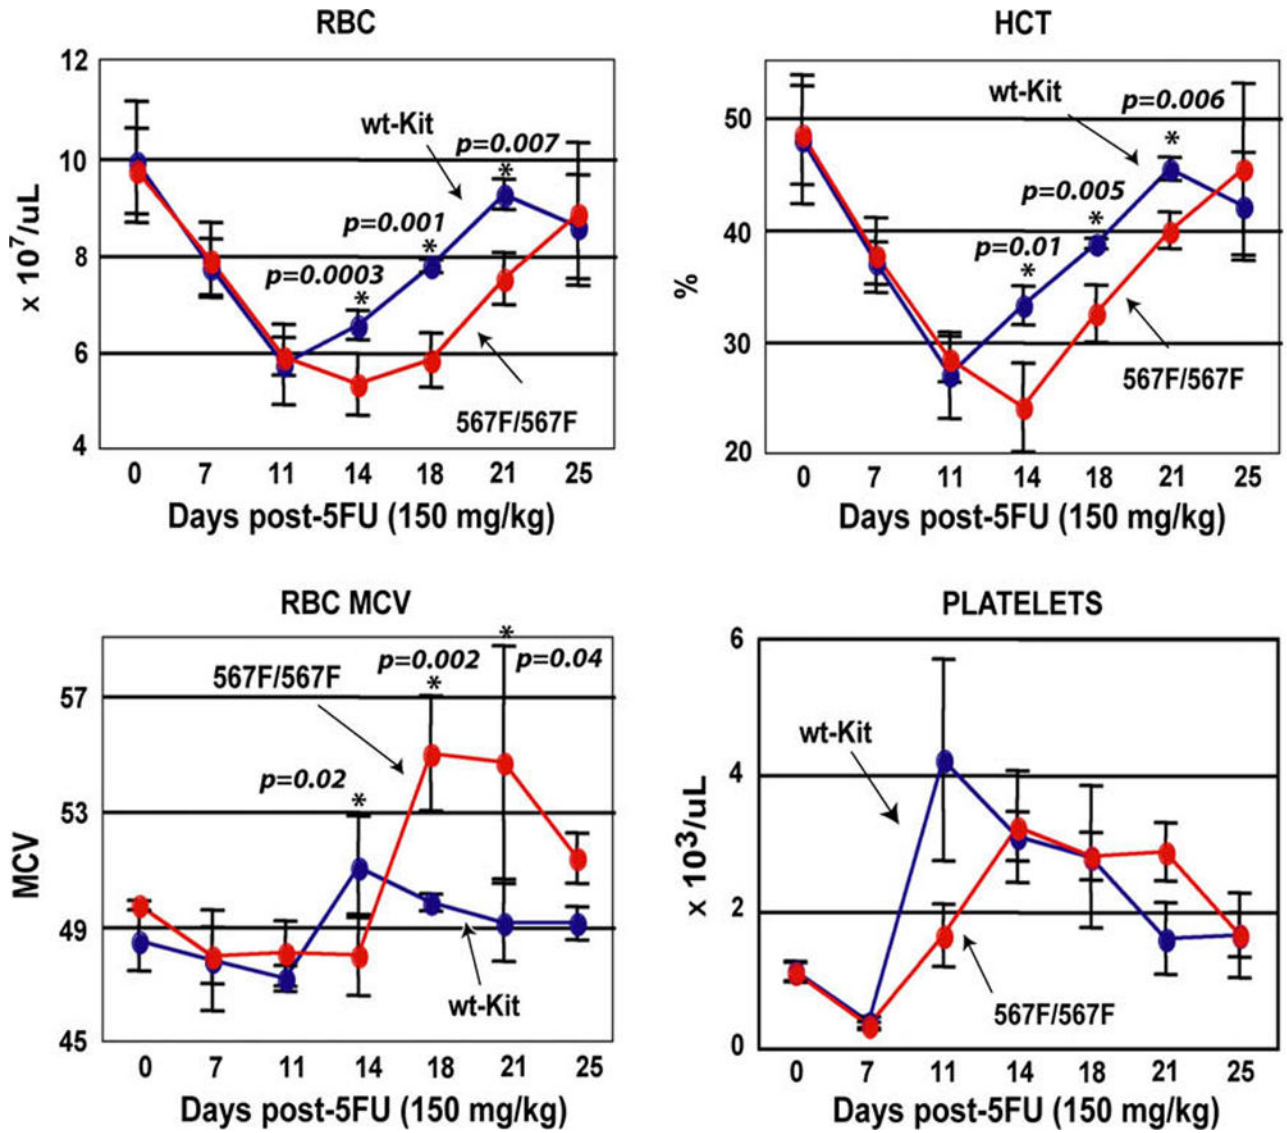 RBC
12
10
8
6
4
x 10⁷/uL
wt-Kit
p=0.007
*
p=0.001
*
p=0.0003
*
567F/567F
0 7 11 14 18 21 25
Days post-5FU (150 mg/kg)
HCT
50
40
30
20
%
wt-Kit
p=0.006
*
p=0.005
*
p=0.01
*
567F/567F
0 7 11 14 18 21 25
Days post-5FU (150 mg/kg)
RBC MCV
57
53
49
45
MCV
567F/567F
p=0.002
*
*
p=0.04
p=0.02
*
wt-Kit
0 7 11 14 18 21 25
Days post-5FU (150 mg/kg)
PLATELETS
6
4
2
0
x 10³/uL
wt-Kit
567F/567F
0 7 11 14 18 21 25
Days post-5FU (150 mg/kg)